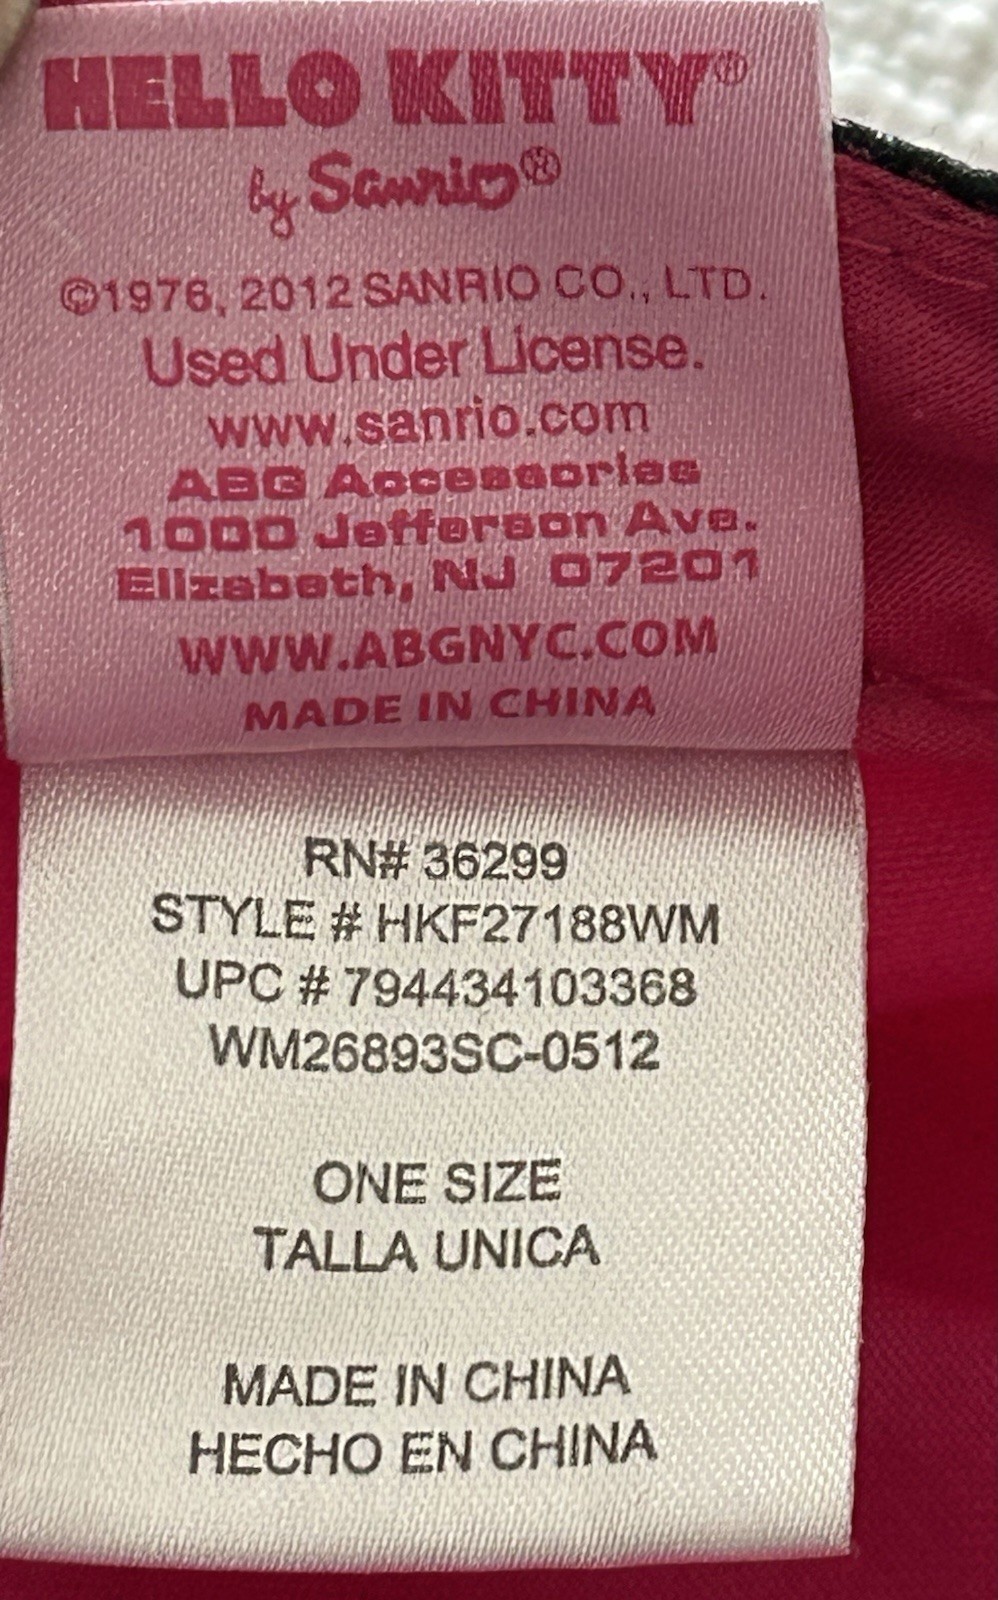 HELLO KITTY®
by Sanrio®
©1976, 2012 SANRIO CO., LTD.
Used Under License.
www.sanrio.com
ABG Accessories
1000 Jefferson Ave.
Elizabeth, NJ 07201
WWW.ABGNYC.COM
MADE IN CHINA
RN# 36299
STYLE # HKF27188WM
UPC # 794434103368
WM26893SC-0512
ONE SIZE
TALLA UNICA
MADE IN CHINA
HECHO EN CHINA